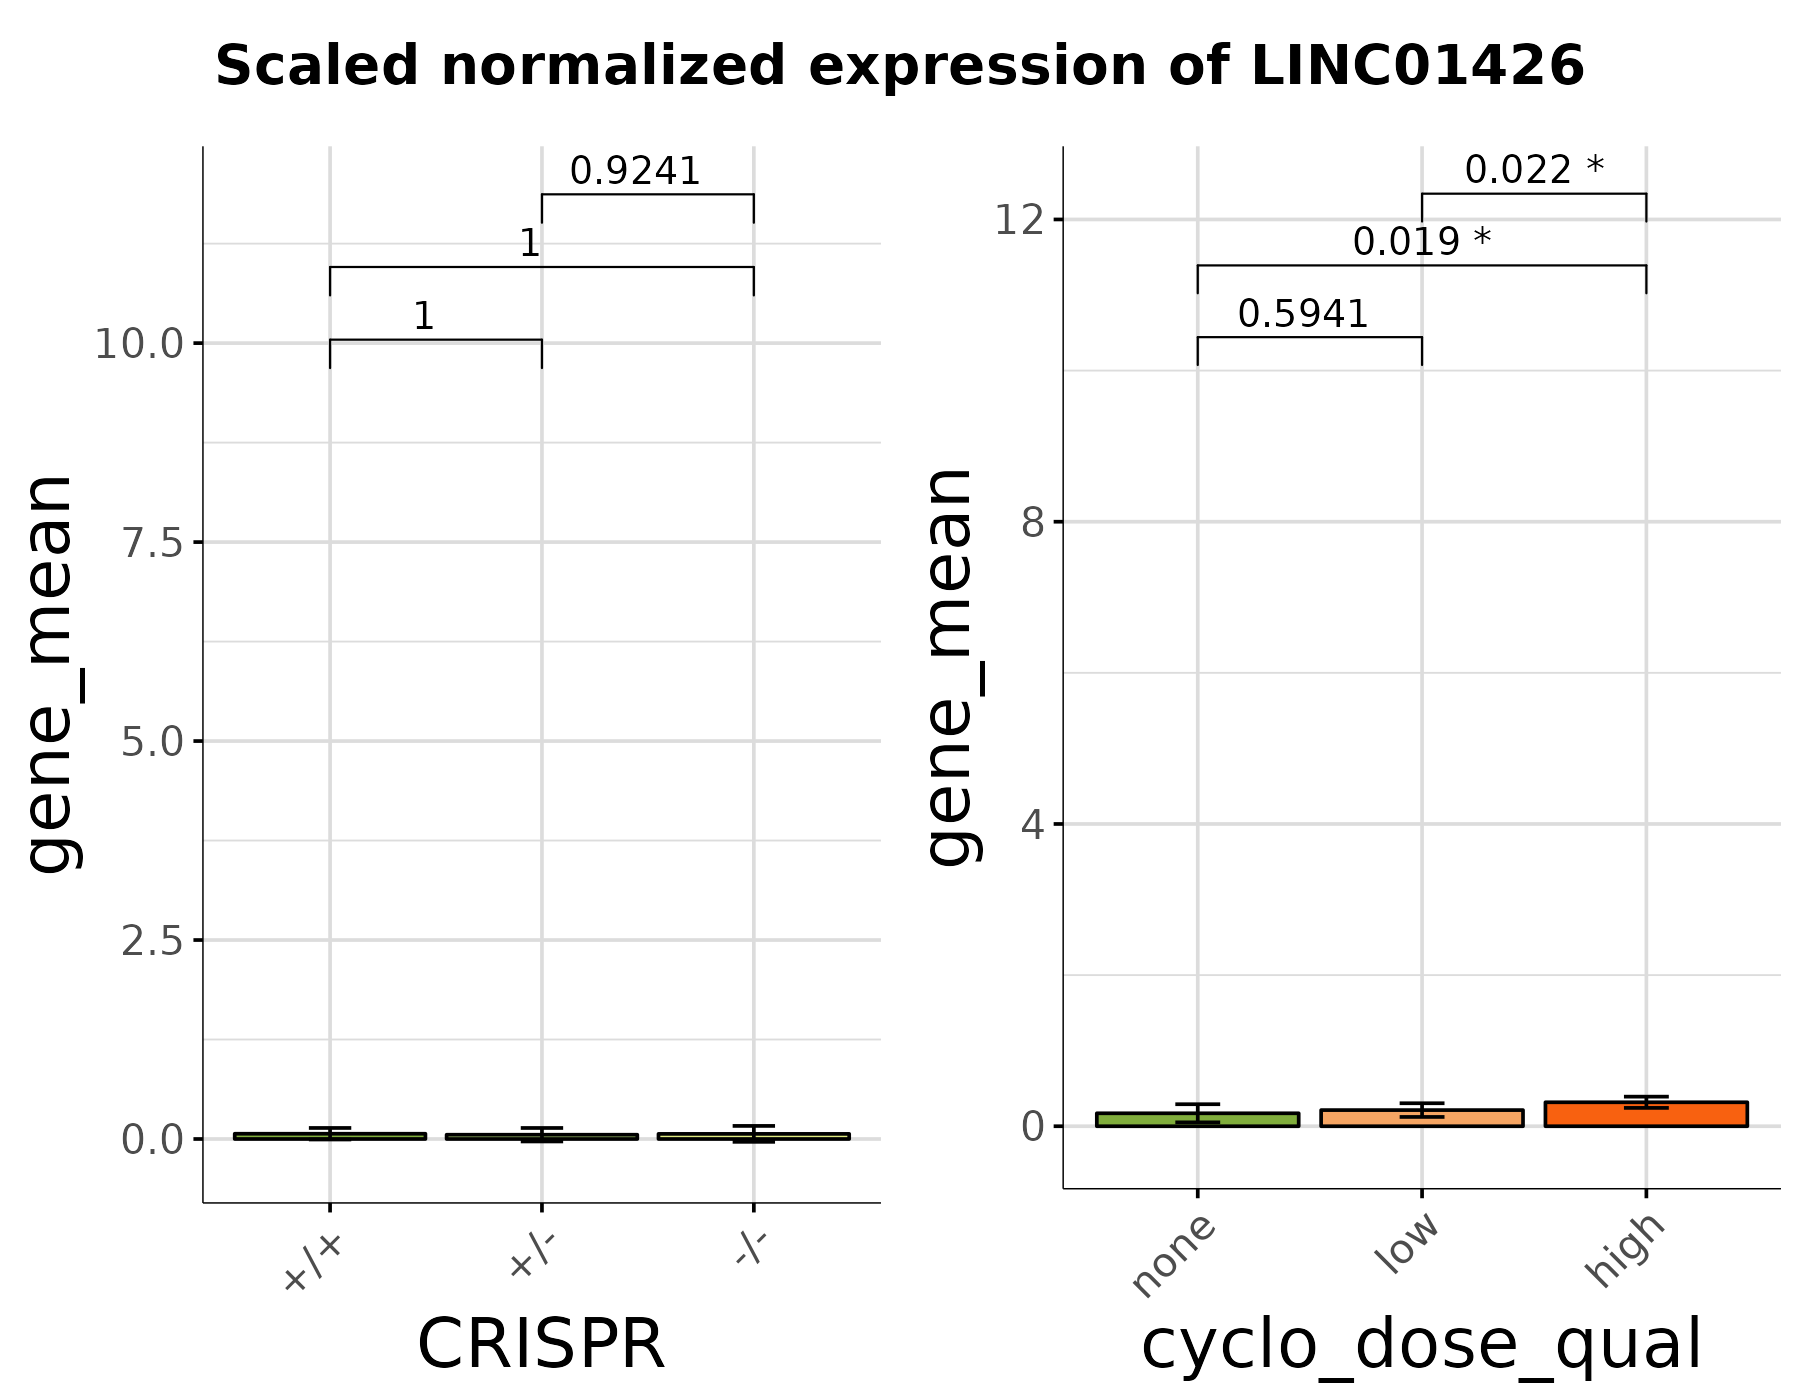 Scaled normalized expression of LINC01426
gene_mean
10.0
7.5
5.0
2.5
0.0
0.9241
1
1
+/+
+/-
-/-
CRISPR
gene_mean
12
8
4
0
0.022 *
0.019 *
0.5941
none
low
high
cyclo_dose_qual